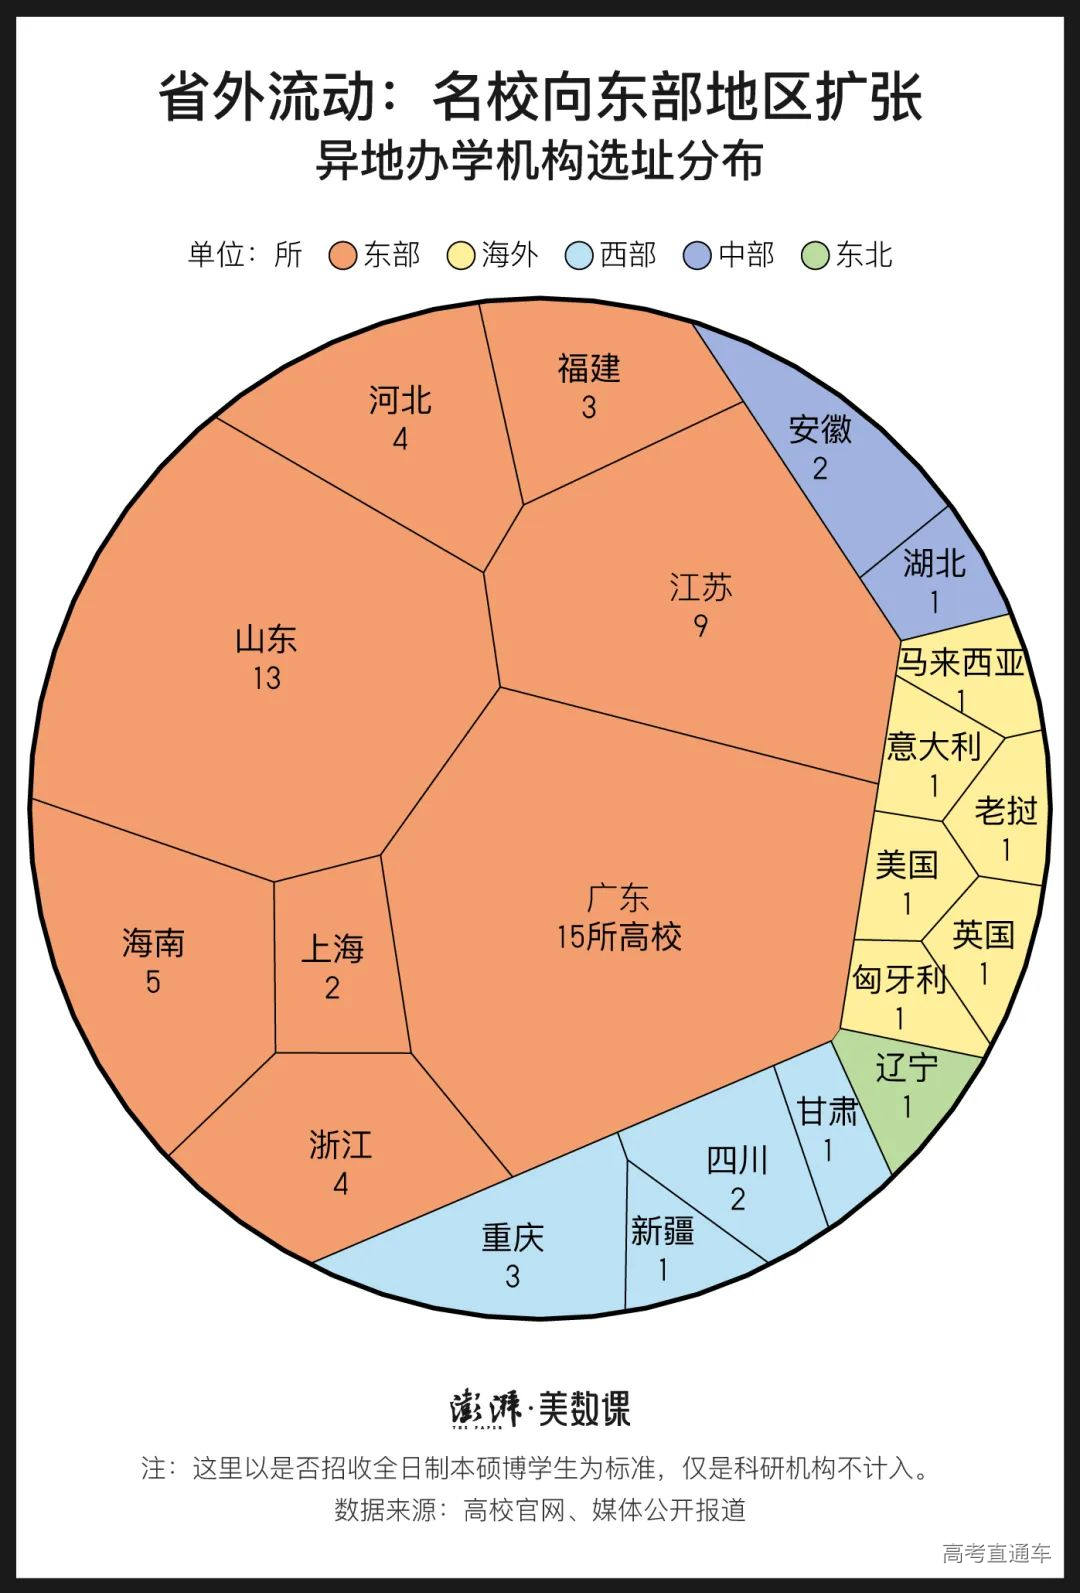 省外流动：名校向东部地区扩张
异地办学机构选址分布
单位：所 东部 海外 西部 中部 东北
福建
3
河北
4
安徽
2
湖北
1
江苏
9
山东
13
马来西亚
1
意大利
1
老挝
1
美国
1
英国
1
匈牙利
1
广东
15所高校
海南
5
上海
2
辽宁
1
甘肃
1
四川
2
浙江
4
新疆
1
重庆
3
澎湃·美数课
THE PAPER
注：这里以是否招收全日制本硕博学生为标准，仅是科研机构不计入。
数据来源：高校官网、媒体公开报道
高考直通车